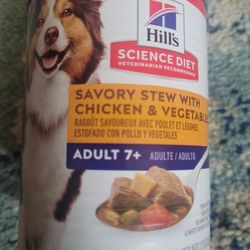 Hill's
SCIENCE DIET
VETERINARIAN RECOMMENDED
SAVORY STEW WITH
CHICKEN & VEGETABLES
RAGOÛT SAVOUREUX AVEC POULET ET LÉGUMES
ESTOFADO CON POLLO Y VEGETALES
ADULT 7+ ADULTE / ADULTO